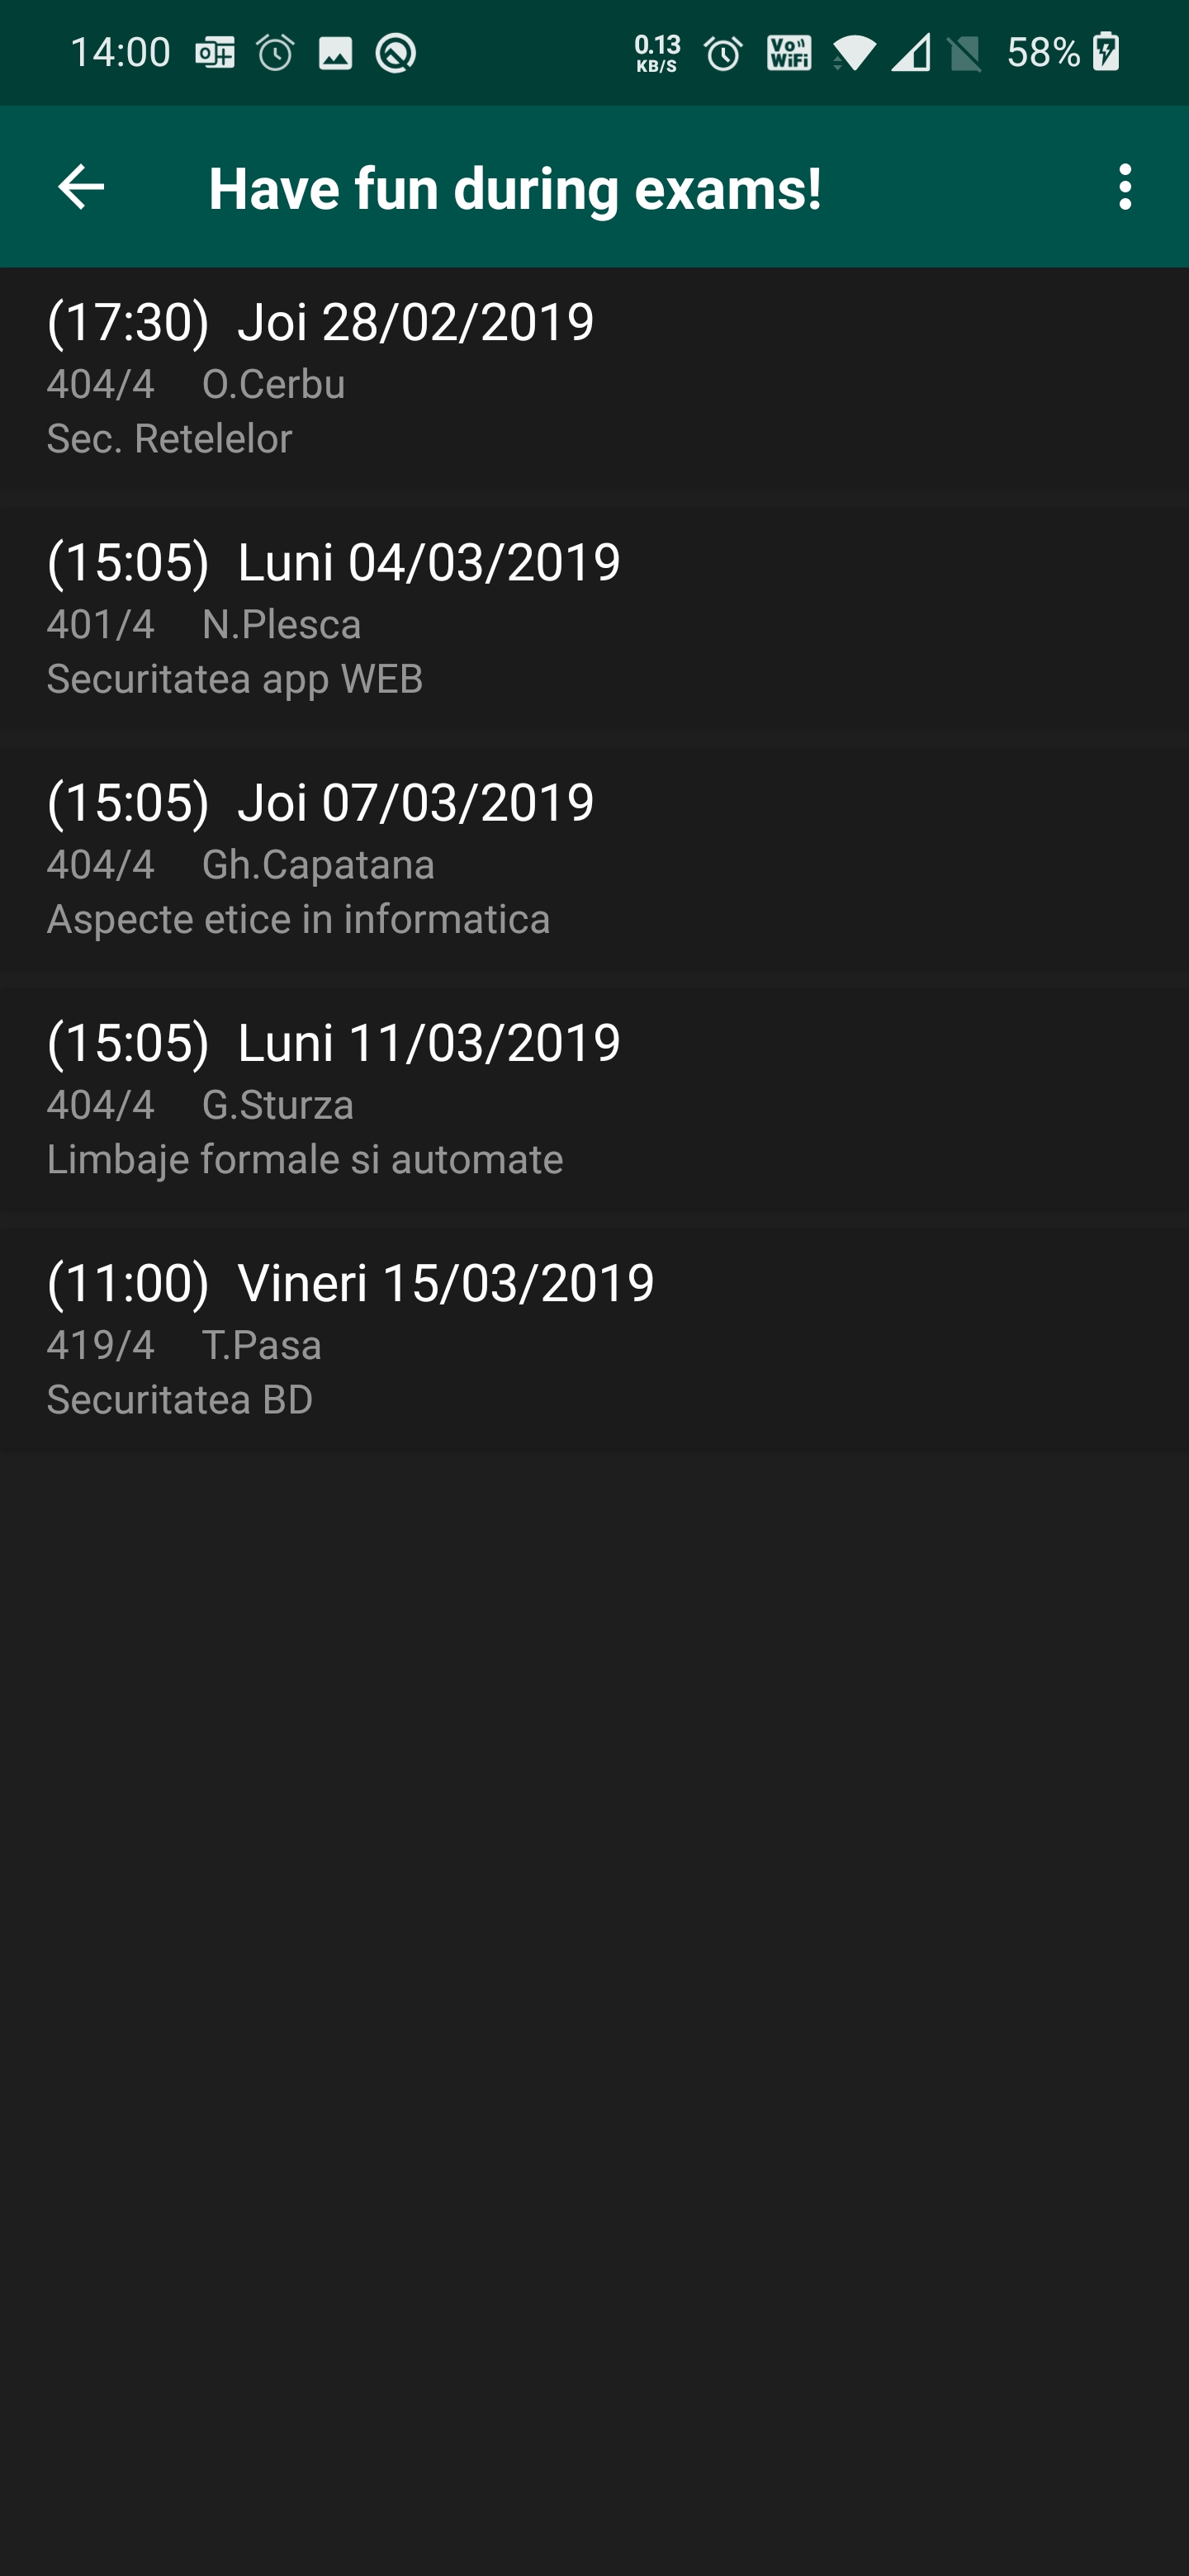 14:00 0.13 KB/S Vo WiFi 58%
Have fun during exams!
(17:30) Joi 28/02/2019
404/4 O.Cerbu
Sec. Retelelor
(15:05) Luni 04/03/2019
401/4 N.Plesca
Securitatea app WEB
(15:05) Joi 07/03/2019
404/4 Gh.Capatana
Aspecte etice in informatica
(15:05) Luni 11/03/2019
404/4 G.Sturza
Limbaje formale si automate
(11:00) Vineri 15/03/2019
419/4 T.Pasa
Securitatea BD